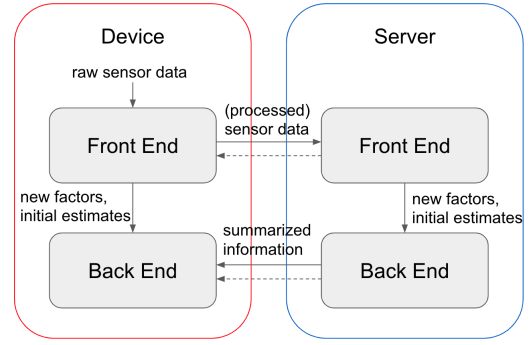 Device
Server
raw sensor data
(processed)
sensor data
Front End
Front End
new factors,
initial estimates
new factors,
initial estimates
summarized
information
Back End
Back End